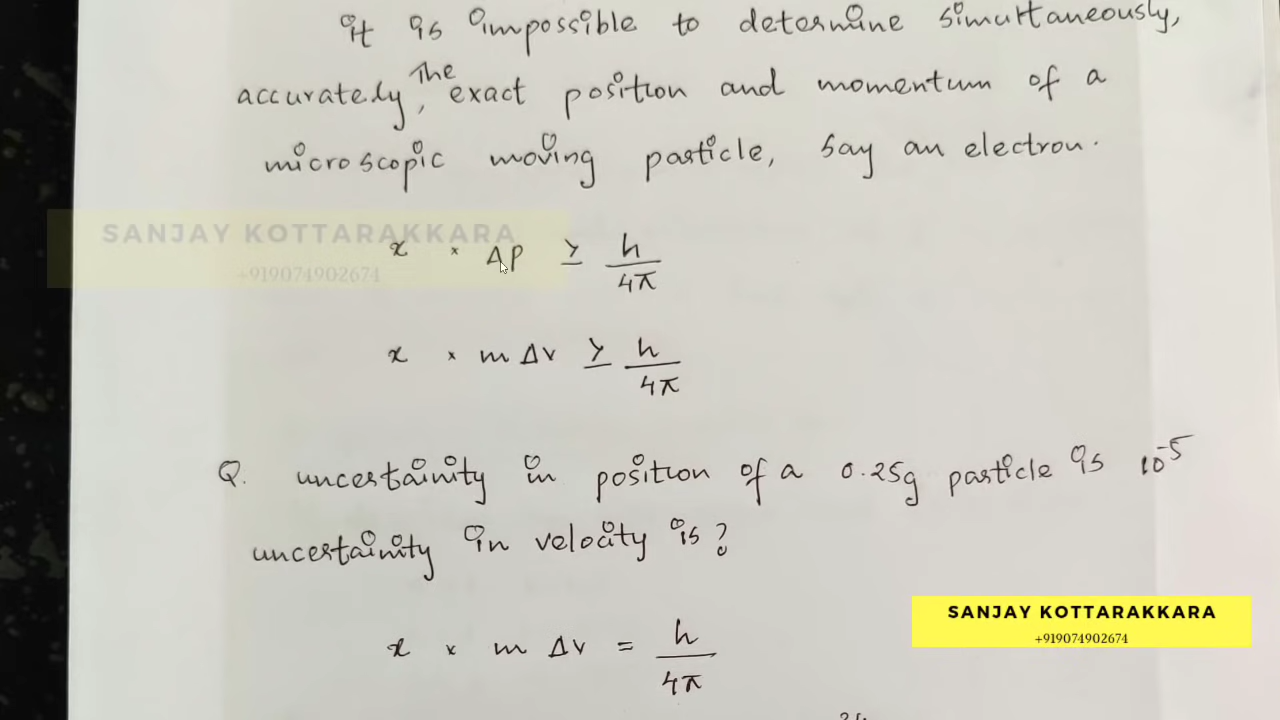 it is impossible to determine simultaneously,
accurately, The exact position and momentum of a
microscopic moving particle, say an electron.
SANJAY KOTTARAKKARA
+919074902674
x × ΔP ≥ h/4π
x × m Δv ≥ h/4π
Q. uncertainity in position of a 0.25g particle is 10⁻⁵
uncertainity in velocity is?
SANJAY KOTTARAKKARA
+919074902674
x × m Δv = h/4π